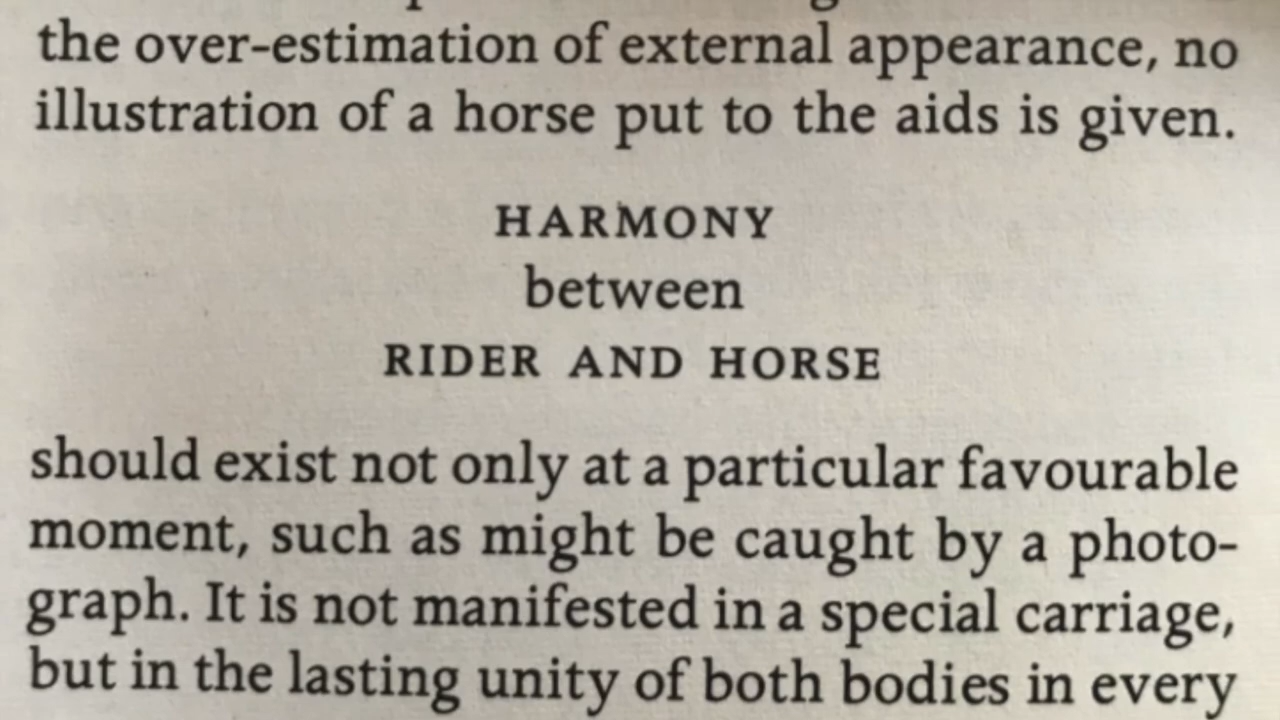 the over-estimation of external appearance, no
illustration of a horse put to the aids is given.
HARMONY
between
RIDER AND HORSE
should exist not only at a particular favourable
moment, such as might be caught by a photo-
graph. It is not manifested in a special carriage,
but in the lasting unity of both bodies in every